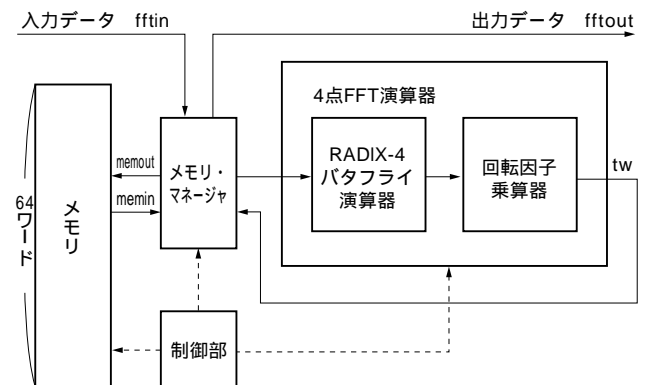 入力データ fftin
出力データ fftout
4点FFT演算器
RADIX-4
バタフライ
演算器
回転因子
乗算器
tw
memout
memin
メモリ・
マネージャ
64
ワード
メモリ
制御部